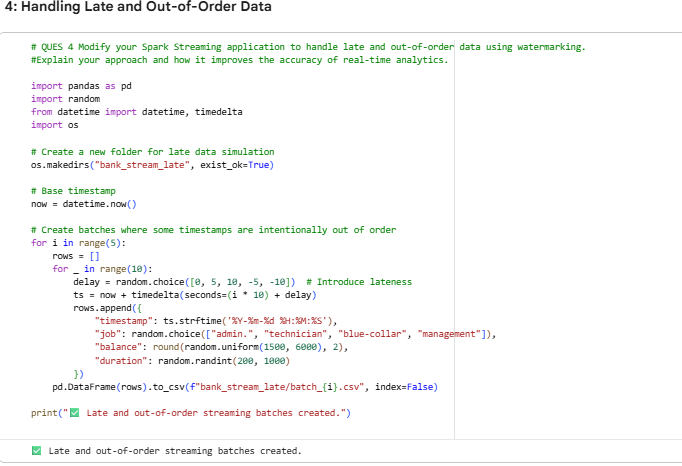 4: Handling Late and Out-of-Order Data
# QUES 4 Modify your Spark Streaming application to handle late and out-of-order data using watermarking.
#Explain your approach and how it improves the accuracy of real-time analytics.
import pandas as pd
import random
from datetime import datetime, timedelta
import os
# Create a new folder for late data simulation
os.makedirs("bank_stream_late", exist_ok=True)
# Base timestamp
now = datetime.now()
# Create batches where some timestamps are intentionally out of order
for i in range(5):
    rows = []
    for _ in range(10):
        delay = random.choice([0, 5, 10, -5, -10])  # Introduce lateness
        ts = now + timedelta(seconds=(i * 10) + delay)
        rows.append({
            "timestamp": ts.strftime('%Y-%m-%d %H:%M:%S'),
            "job": random.choice(["admin.", "technician", "blue-collar", "management"]),
            "balance": round(random.uniform(1500, 6000), 2),
            "duration": random.randint(200, 1000)
        })
    pd.DataFrame(rows).to_csv(f"bank_stream_late/batch_{i}.csv", index=False)
print("✅ Late and out-of-order streaming batches created.")
✅ Late and out-of-order streaming batches created.